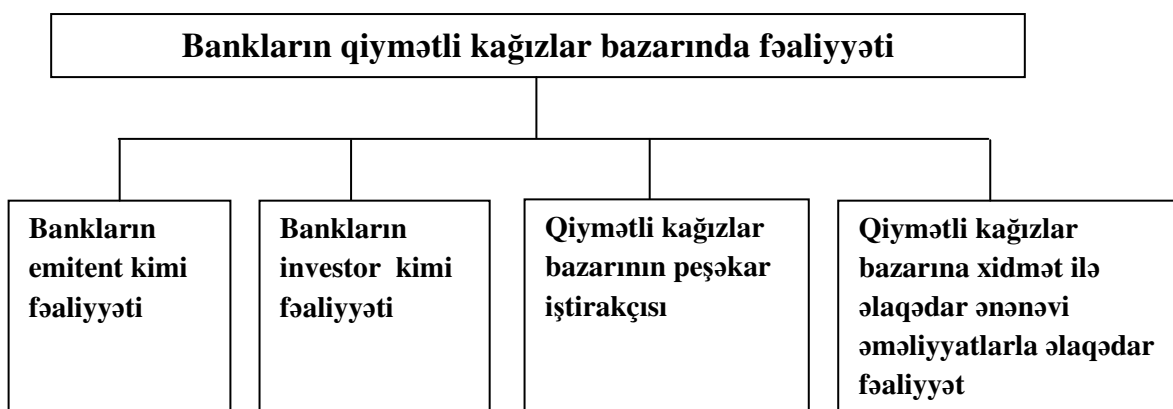 Bankların qiymətli kağızlar bazarında fəaliyyəti
Bankların
emitent kimi
fəaliyyəti
Bankların
investor kimi
fəaliyyəti
Qiymətli kağızlar
bazarının peşəkar
iştirakçısı
Qiymətli kağızlar
bazarına xidmət ilə
əlaqədar ənənəvi
əməliyyatlarla əlaqədar
fəaliyyət